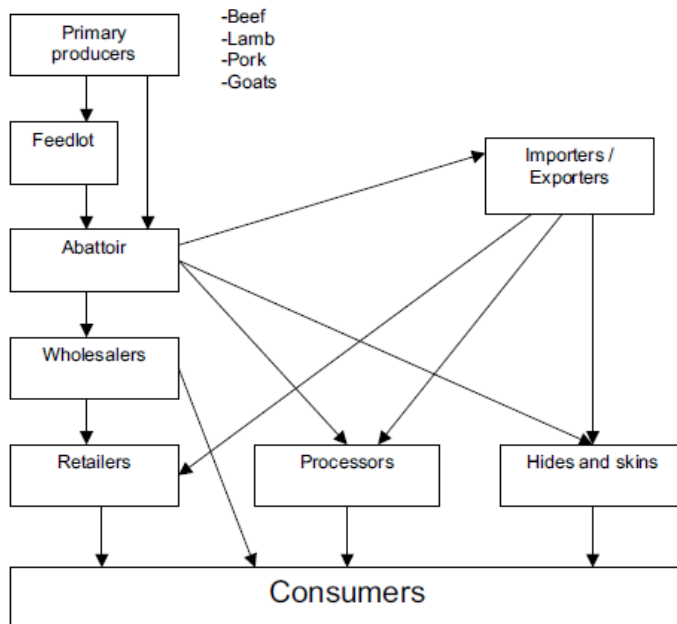 Primary
producers
-Beef
-Lamb
-Pork
-Goats
Feedlot
Importers /
Exporters
Abattoir
Wholesalers
Retailers
Processors
Hides and skins
Consumers